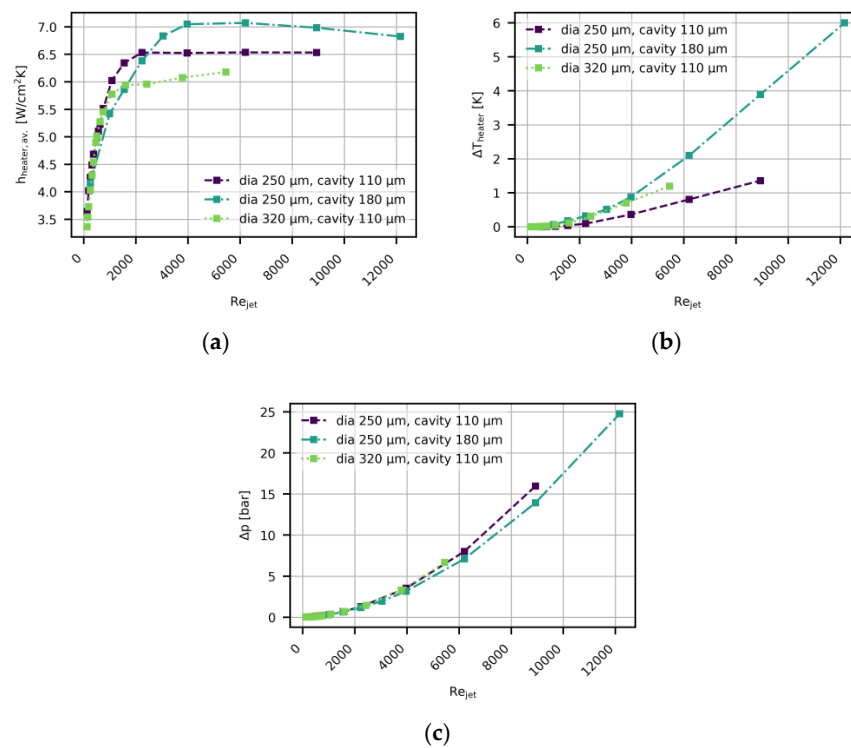 7.0
6.5
6.0
5.5
5.0
4.5
4.0
3.5
h_heater, av. [W/cm²K]
dia 250 μm, cavity 110 μm
dia 250 μm, cavity 180 μm
dia 320 μm, cavity 110 μm
0 2000 4000 6000 8000 10000 12000
Re_jet
(a)
6
5
4
3
2
1
0
ΔT_heater [K]
dia 250 μm, cavity 110 μm
dia 250 μm, cavity 180 μm
dia 320 μm, cavity 110 μm
0 2000 4000 6000 8000 10000 12000
Re_jet
(b)
25
20
15
10
5
0
Δp [bar]
dia 250 μm, cavity 110 μm
dia 250 μm, cavity 180 μm
dia 320 μm, cavity 110 μm
0 2000 4000 6000 8000 10000 12000
Re_jet
(c)